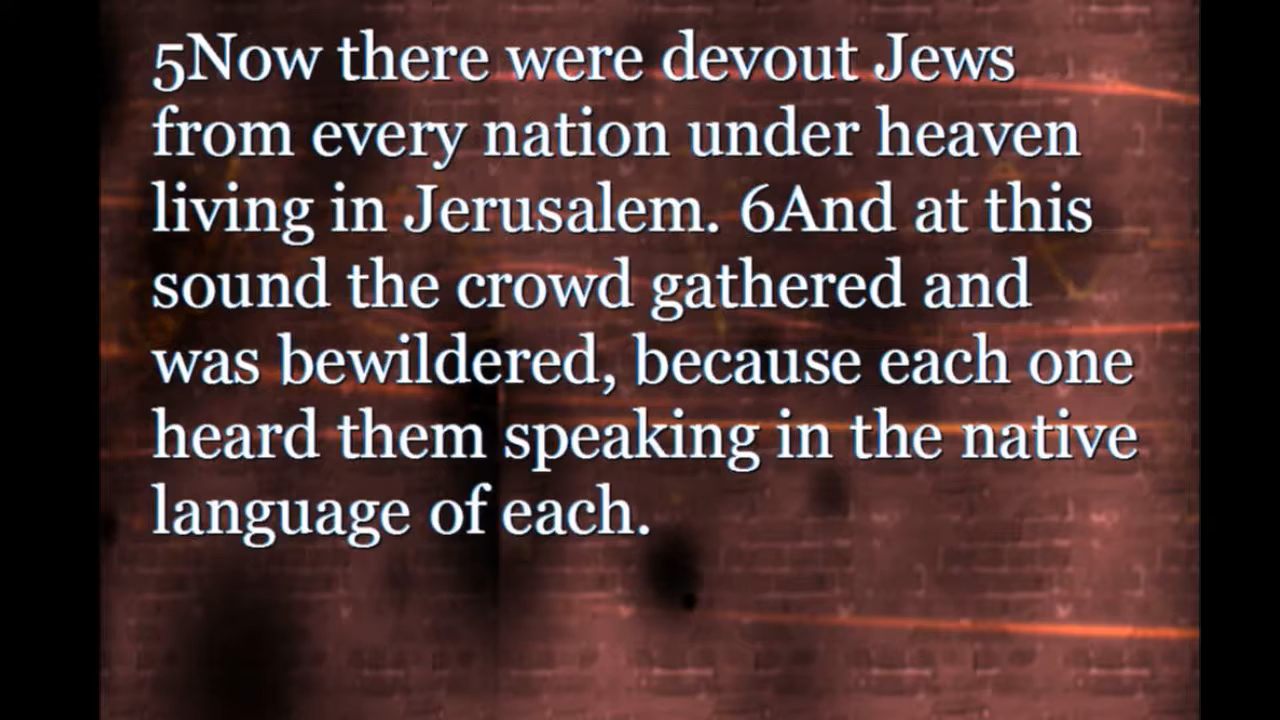 5Now there were devout Jews
from every nation under heaven
living in Jerusalem. 6And at this
sound the crowd gathered and
was bewildered, because each one
heard them speaking in the native
language of each.